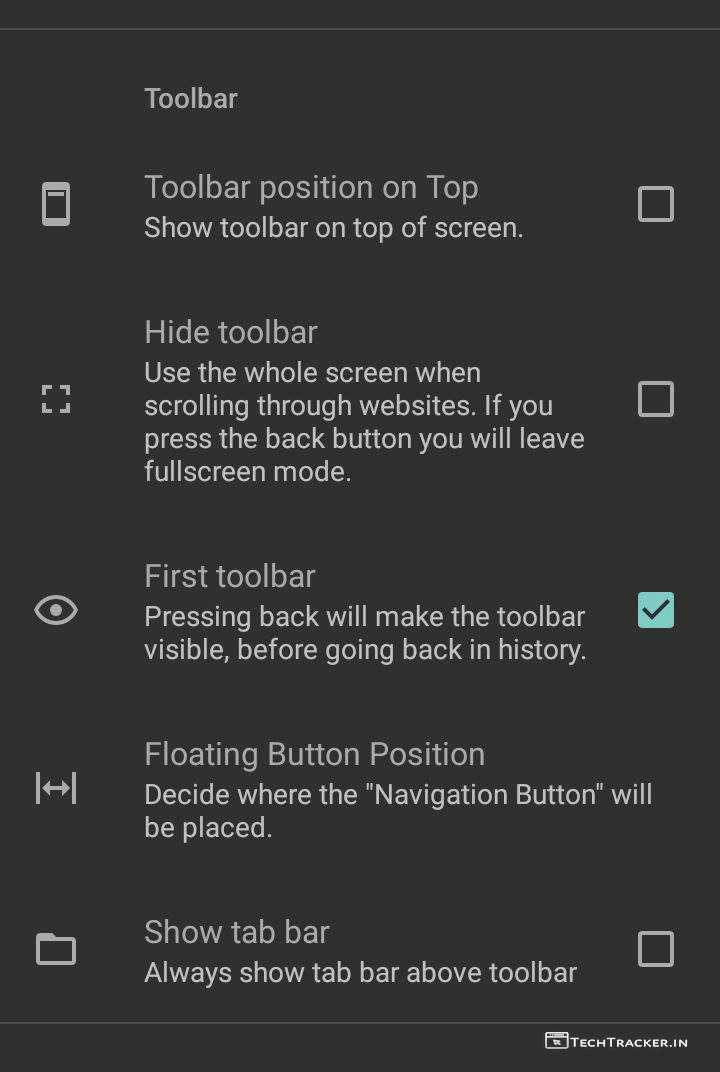 Toolbar
Toolbar position on Top
Show toolbar on top of screen.
Hide toolbar
Use the whole screen when
scrolling through websites. If you
press the back button you will leave
fullscreen mode.
First toolbar
Pressing back will make the toolbar
visible, before going back in history.
Floating Button Position
Decide where the "Navigation Button" will
be placed.
Show tab bar
Always show tab bar above toolbar
TechTracker.in